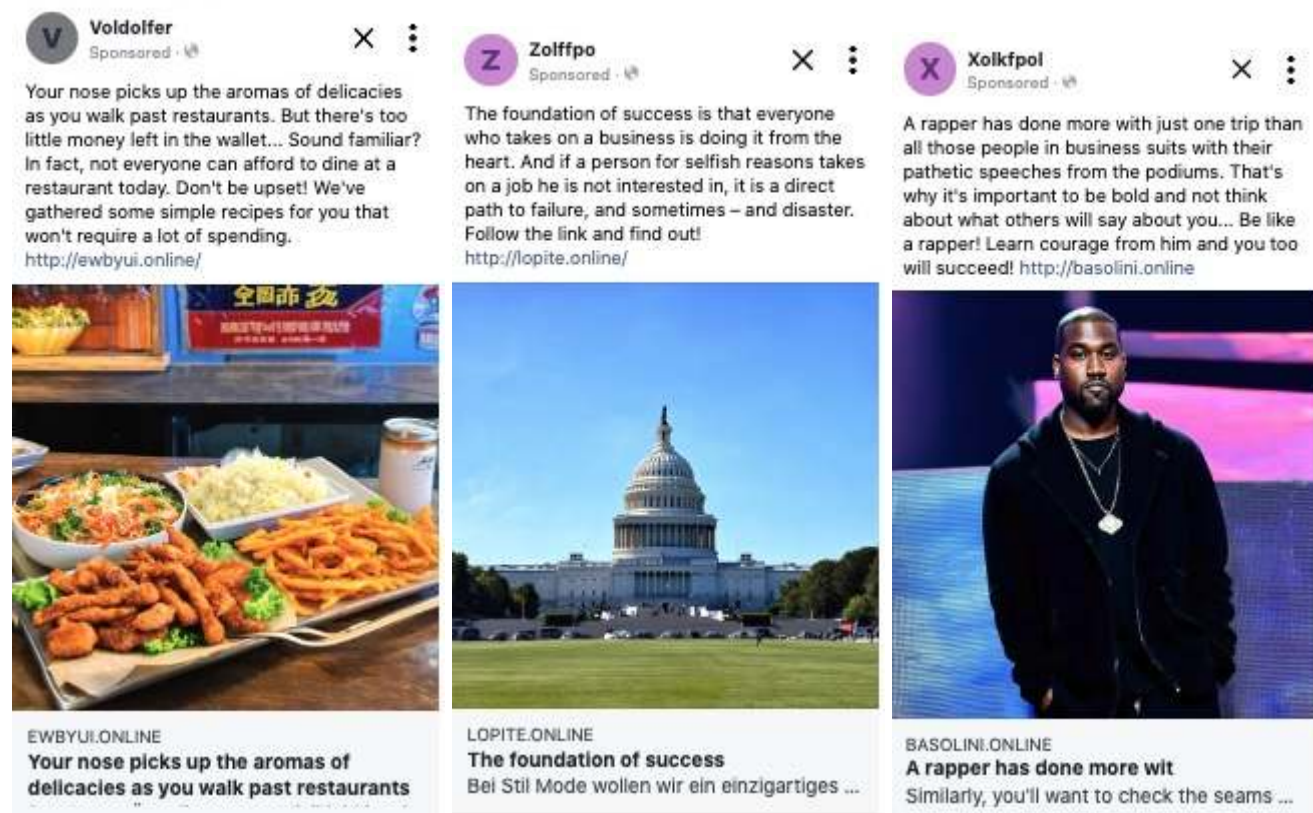 Voldolfer
Sponsored ·
Your nose picks up the aromas of delicacies
as you walk past restaurants. But there's too
little money left in the wallet... Sound familiar?
In fact, not everyone can afford to dine at a
restaurant today. Don't be upset! We've
gathered some simple recipes for you that
won't require a lot of spending.
http://ewbyui.online/
EWBYUI.ONLINE
Your nose picks up the aromas of
delicacies as you walk past restaurants
Zolffpo
Sponsored ·
The foundation of success is that everyone
who takes on a business is doing it from the
heart. And if a person for selfish reasons takes
on a job he is not interested in, it is a direct
path to failure, and sometimes – and disaster.
Follow the link and find out!
http://lopite.online/
LOPITE.ONLINE
The foundation of success
Bei Stil Mode wollen wir ein einzigartiges ...
Xolkfpol
Sponsored ·
A rapper has done more with just one trip than
all those people in business suits with their
pathetic speeches from the podiums. That's
why it's important to be bold and not think
about what others will say about you... Be like
a rapper! Learn courage from him and you too
will succeed! http://basolini.online
BASOLINI.ONLINE
A rapper has done more wit
Similarly, you'll want to check the seams ...